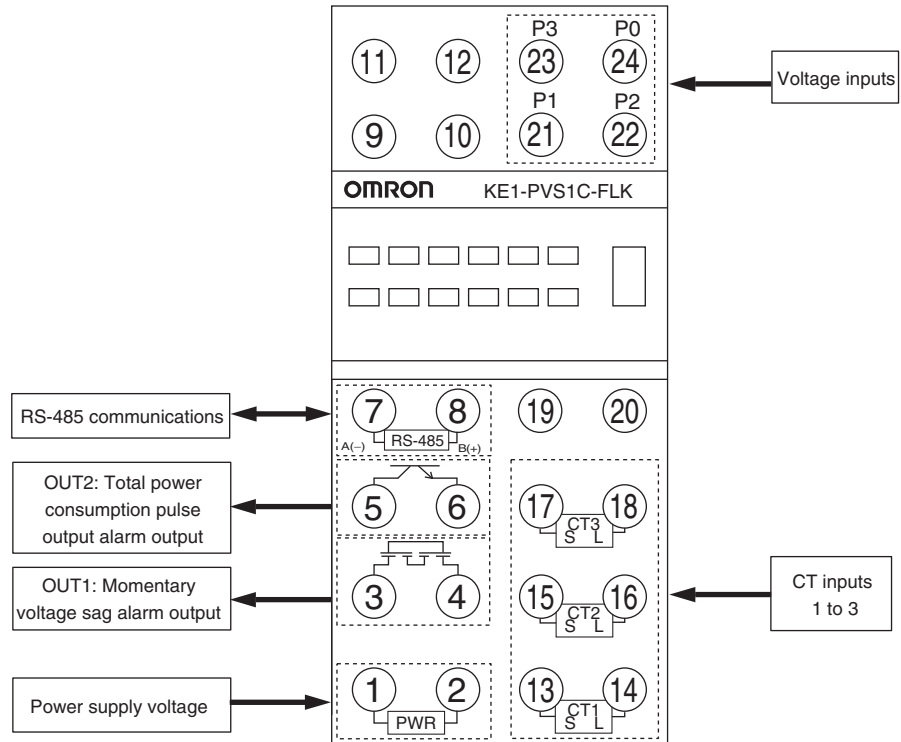 P3 P0
11 12 23 24
Voltage inputs
P1 P2
9 10 21 22
OMRON KE1-PVS1C-FLK
RS-485 communications
7 8 19 20
A(−) RS-485 B(+)
OUT2: Total power
consumption pulse
output alarm output
5 6 17 18
CT3
S L
OUT1: Momentary
voltage sag alarm output
3 4 15 16
CT2
S L
CT inputs
1 to 3
Power supply voltage
1 2 13 14
PWR
CT1
S L